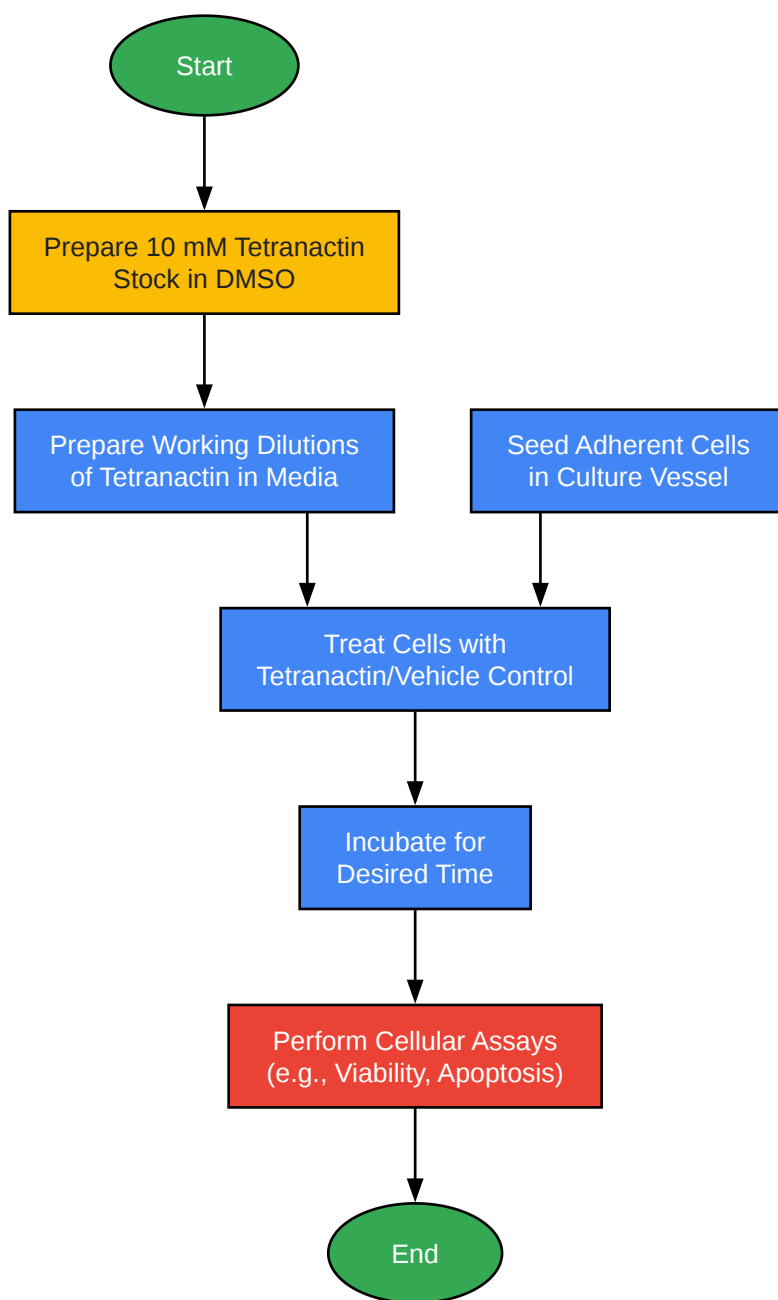 Start
Prepare 10 mM Tetranactin
Stock in DMSO
Prepare Working Dilutions
of Tetranactin in Media
Seed Adherent Cells
in Culture Vessel
Treat Cells with
Tetranactin/Vehicle Control
Incubate for
Desired Time
Perform Cellular Assays
(e.g., Viability, Apoptosis)
End